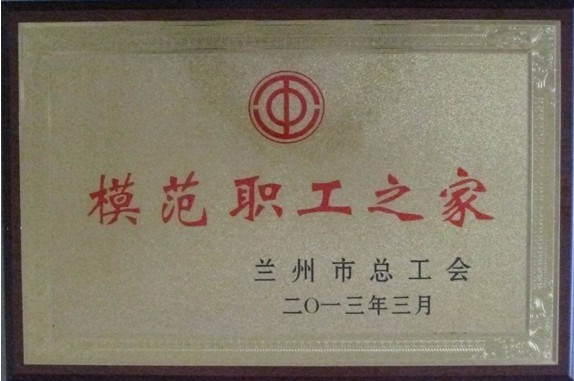 模范职工之家
兰州市总工会
二〇一三年三月